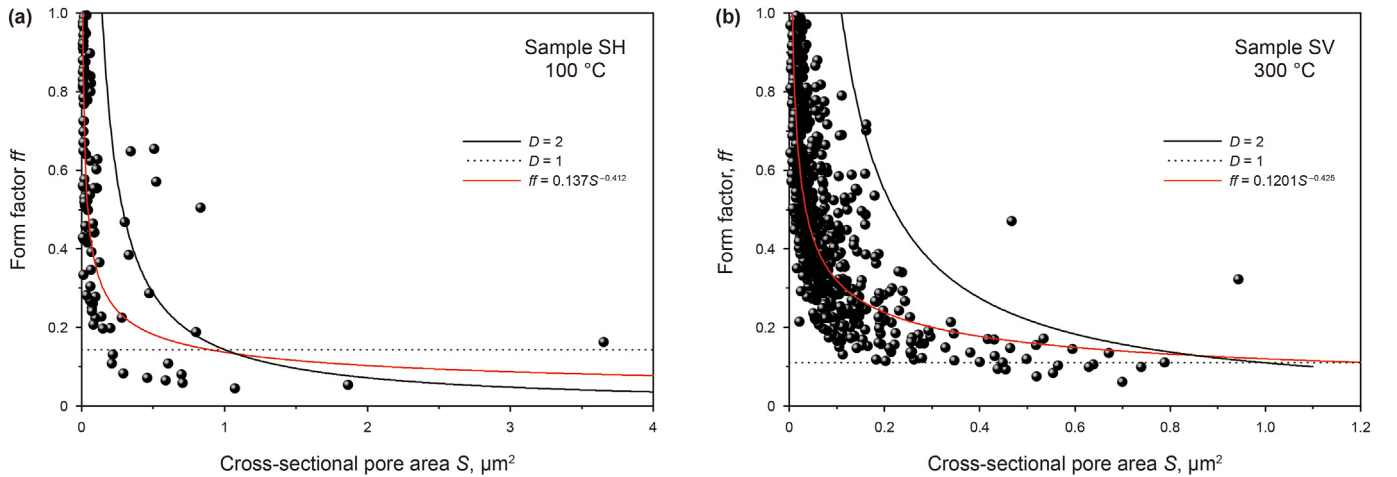 (a)
Sample SH
100 °C
D = 2
D = 1
ff = 0.137S^−0.412
Form factor ff
1.0
0.8
0.6
0.4
0.2
0
0 1 2 3 4
Cross-sectional pore area S, μm²
(b)
Sample SV
300 °C
D = 2
D = 1
ff = 0.1201S^−0.425
Form factor, ff
1.0
0.8
0.6
0.4
0.2
0
0 0.2 0.4 0.6 0.8 1.0 1.2
Cross-sectional pore area S, μm²